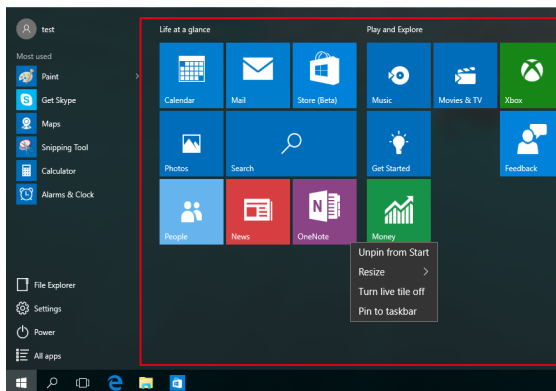 test
Most used
Paint
Get Skype
Maps
Snipping Tool
Calculator
Alarms & Clock
File Explorer
Settings
Power
All apps
Life at a glance
Calendar
Mail
Store (Beta)
Photos
Search
People
News
OneNote
Play and Explore
Music
Movies & TV
Xbox
Get Started
Feedback
Money
Unpin from Start
Resize
Turn live tile off
Pin to taskbar